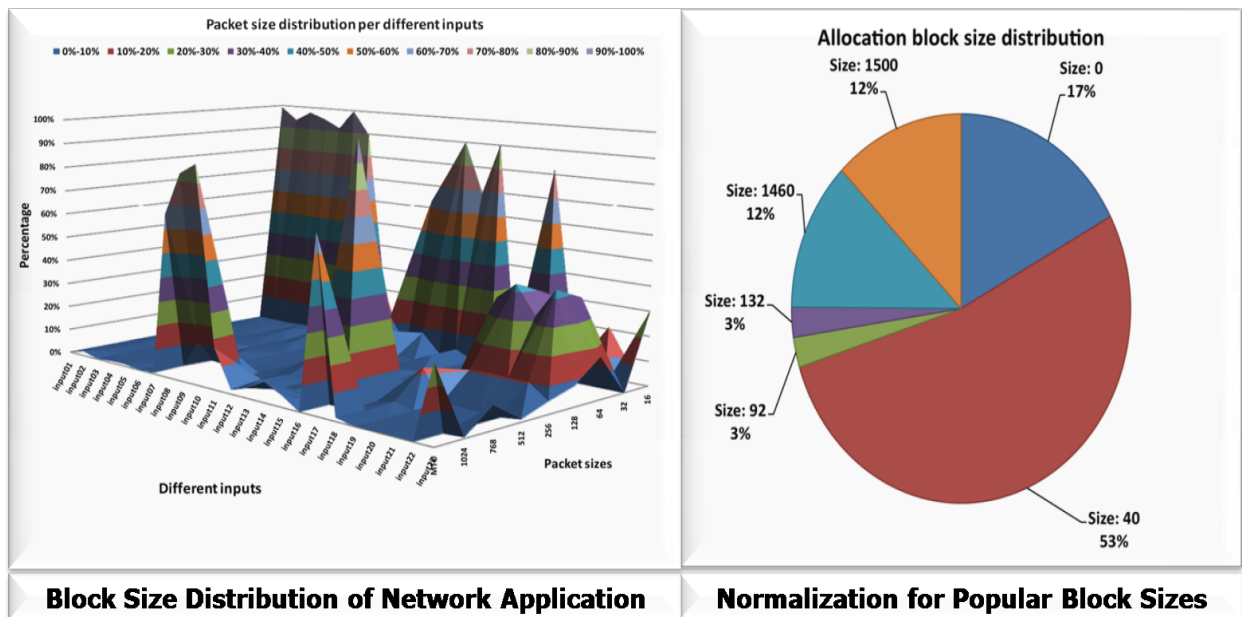 Packet size distribution per different inputs
0%-10% 10%-20% 20%-30% 30%-40% 40%-50% 50%-60% 60%-70% 70%-80% 80%-90% 90%-100%
100%
90%
80%
70%
60%
50%
40%
30%
20%
10%
0%
Percentage
input01
input02
input03
input04
input05
input06
input07
input08
input09
input10
input11
input12
input13
input14
input15
input16
input17
input18
input19
input20
input21
input22
Different inputs
1024
768
512
256
128
64
32
16
Packet sizes
Allocation block size distribution
Size: 0
17%
Size: 1500
12%
Size: 1460
12%
Size: 132
3%
Size: 92
3%
Size: 40
53%
Block Size Distribution of Network Application
Normalization for Popular Block Sizes